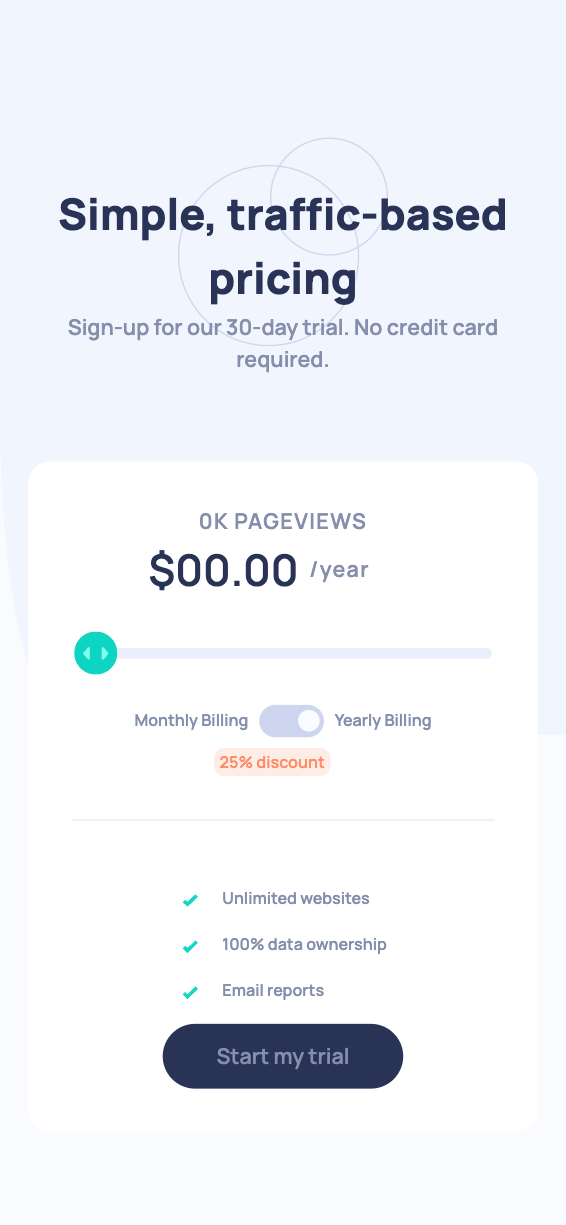 Simple, traffic-based
pricing
Sign-up for our 30-day trial. No credit card
required.
0K PAGEVIEWS
$00.00 /year
Monthly Billing Yearly Billing
25% discount
Unlimited websites
100% data ownership
Email reports
Start my trial